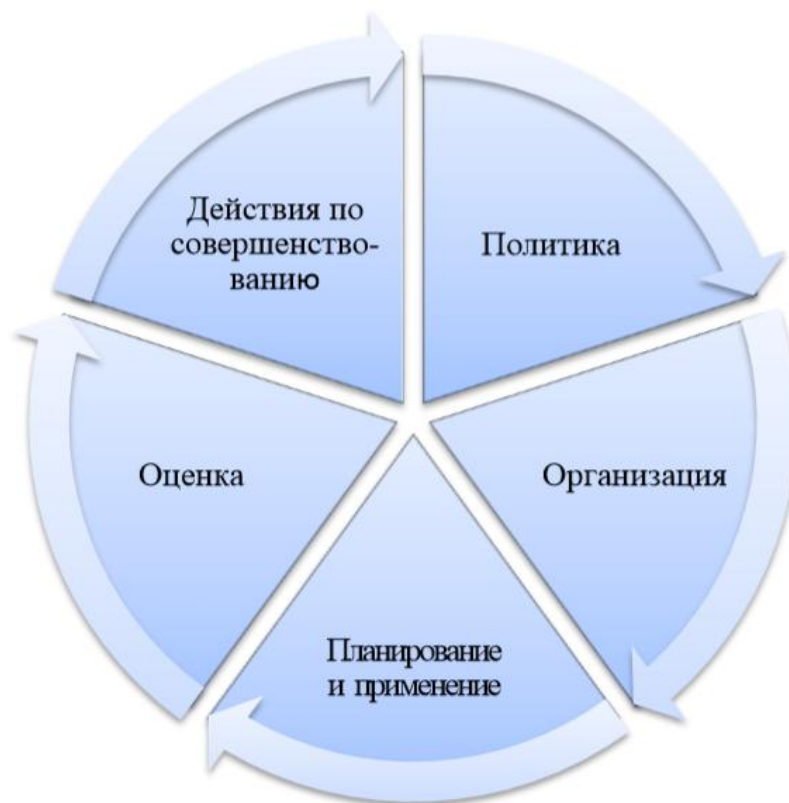 Действия по
совершенство-
ванию
Политика
Организация
Планирование
и применение
Оценка